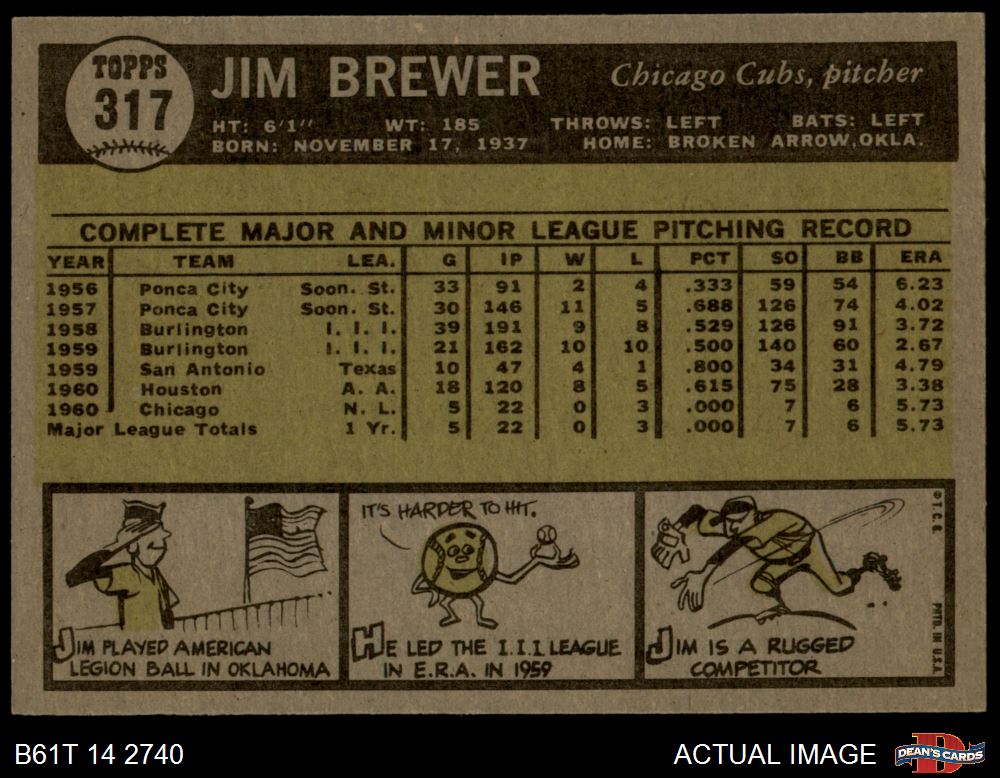 TOPPS
317
JIM BREWER
Chicago Cubs, pitcher
HT: 6'1" WT: 185 THROWS: LEFT BATS: LEFT
BORN: NOVEMBER 17, 1937 HOME: BROKEN ARROW, OKLA.
COMPLETE MAJOR AND MINOR LEAGUE PITCHING RECORD
YEAR TEAM LEA. G IP W L PCT SO BB ERA
1956 Ponca City Soon. St. 33 91 2 4 .333 59 54 6.23
1957 Ponca City Soon. St. 30 146 11 5 .688 126 74 4.02
1958 Burlington I. I. I. 39 191 9 8 .529 126 91 3.72
1959 Burlington I. I. I. 21 162 10 10 .500 140 60 2.67
1959 San Antonio Texas 10 47 4 1 .800 34 31 4.79
1960 Houston A. A. 18 120 8 5 .615 75 28 3.38
1960 Chicago N. L. 5 22 0 3 .000 7 6 5.73
Major League Totals 1 Yr. 5 22 0 3 .000 7 6 5.73
JIM PLAYED AMERICAN
LEGION BALL IN OKLAHOMA
IT'S HARDER TO HIT.
HE LED THE I.I.I LEAGUE
IN E.R.A. IN 1959
JIM IS A RUGGED
COMPETITOR
© T. C. G.
PRTD. IN U.S.A.
B61T 14 2740
ACTUAL IMAGE
D
DEAN'S CARDS